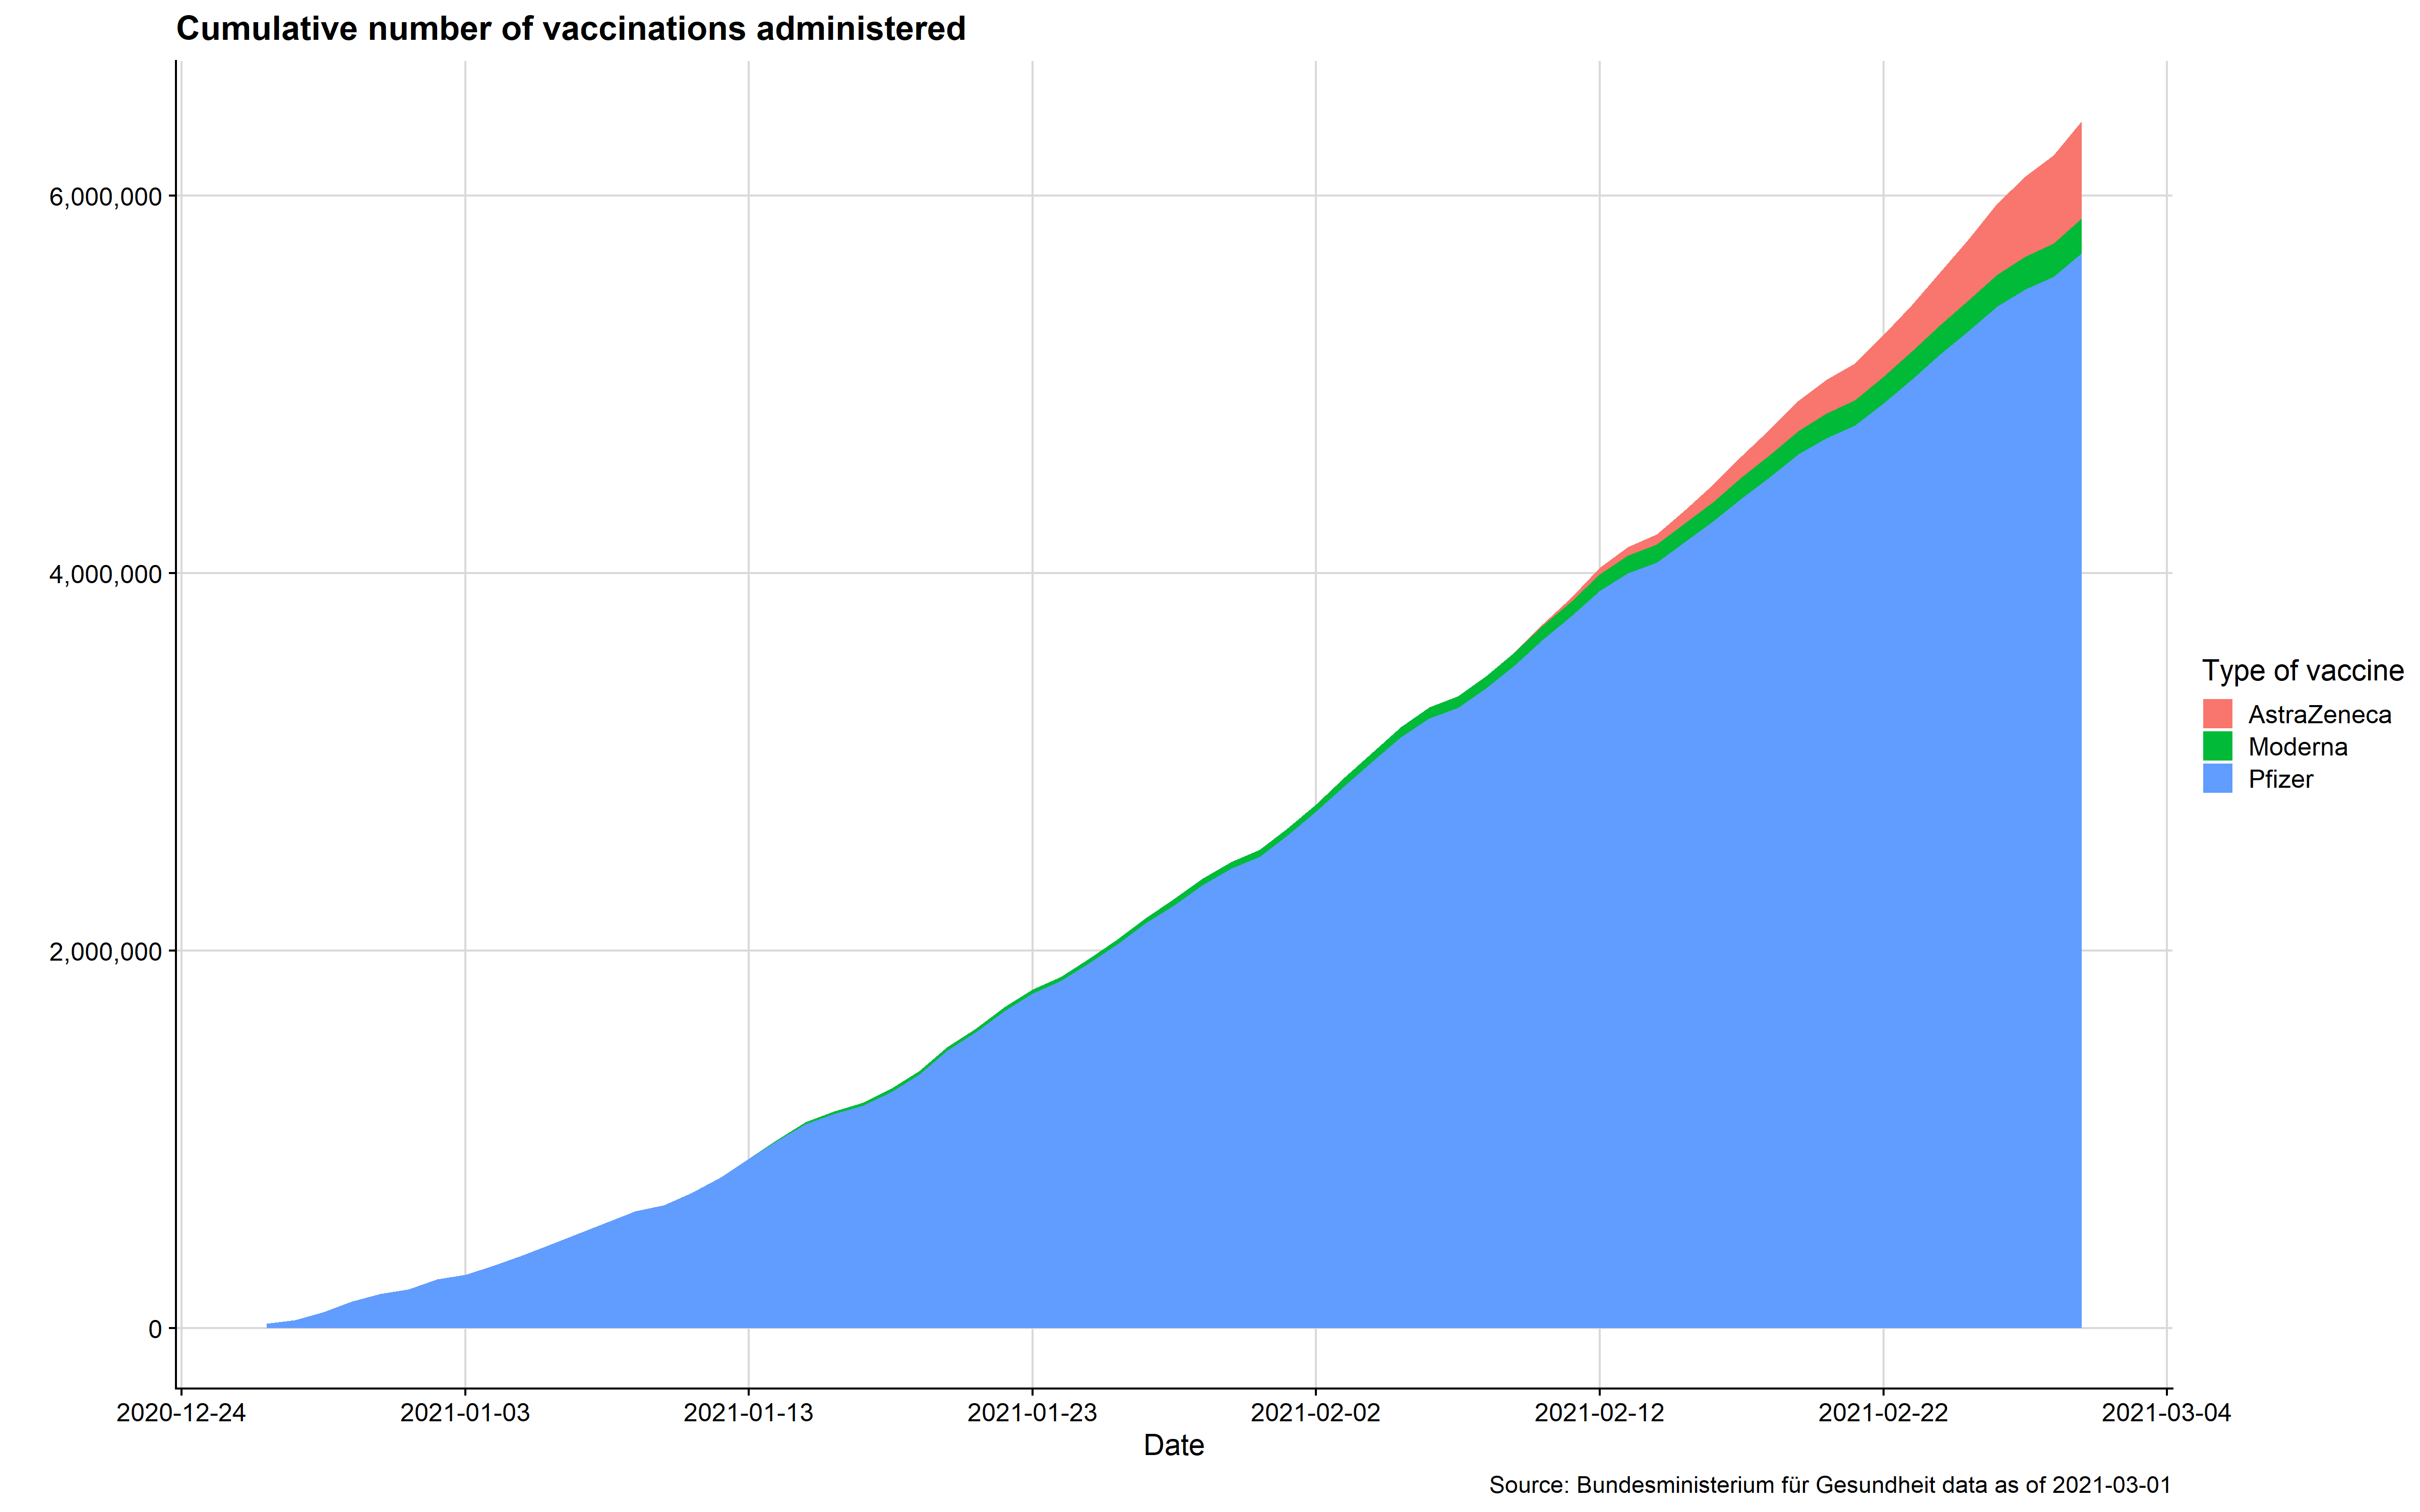 Cumulative number of vaccinations administered
6,000,000
4,000,000
2,000,000
0
2020-12-24 2021-01-03 2021-01-13 2021-01-23 2021-02-02 2021-02-12 2021-02-22 2021-03-04
Date
Type of vaccine
AstraZeneca
Moderna
Pfizer
Source: Bundesministerium für Gesundheit data as of 2021-03-01